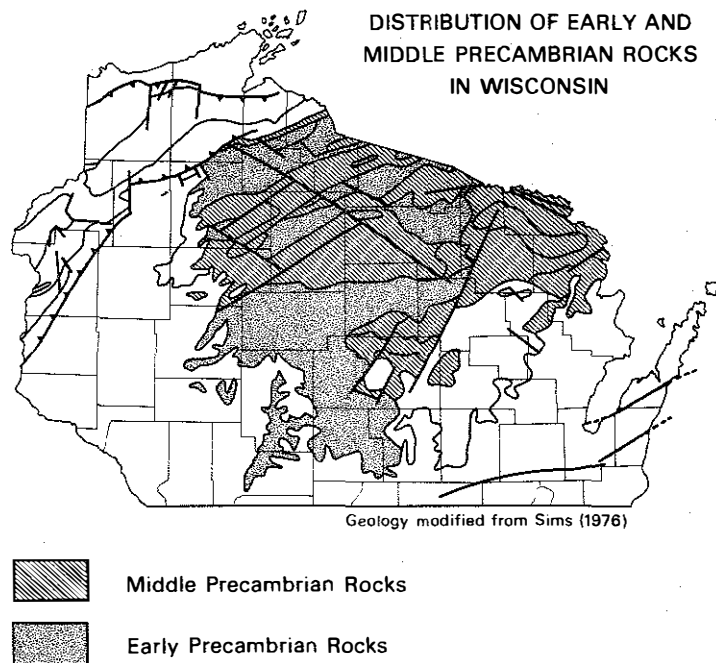 DISTRIBUTION OF EARLY AND
MIDDLE PRECAMBRIAN ROCKS
IN WISCONSIN
Geology modified from Sims (1976)
Middle Precambrian Rocks
Early Precambrian Rocks